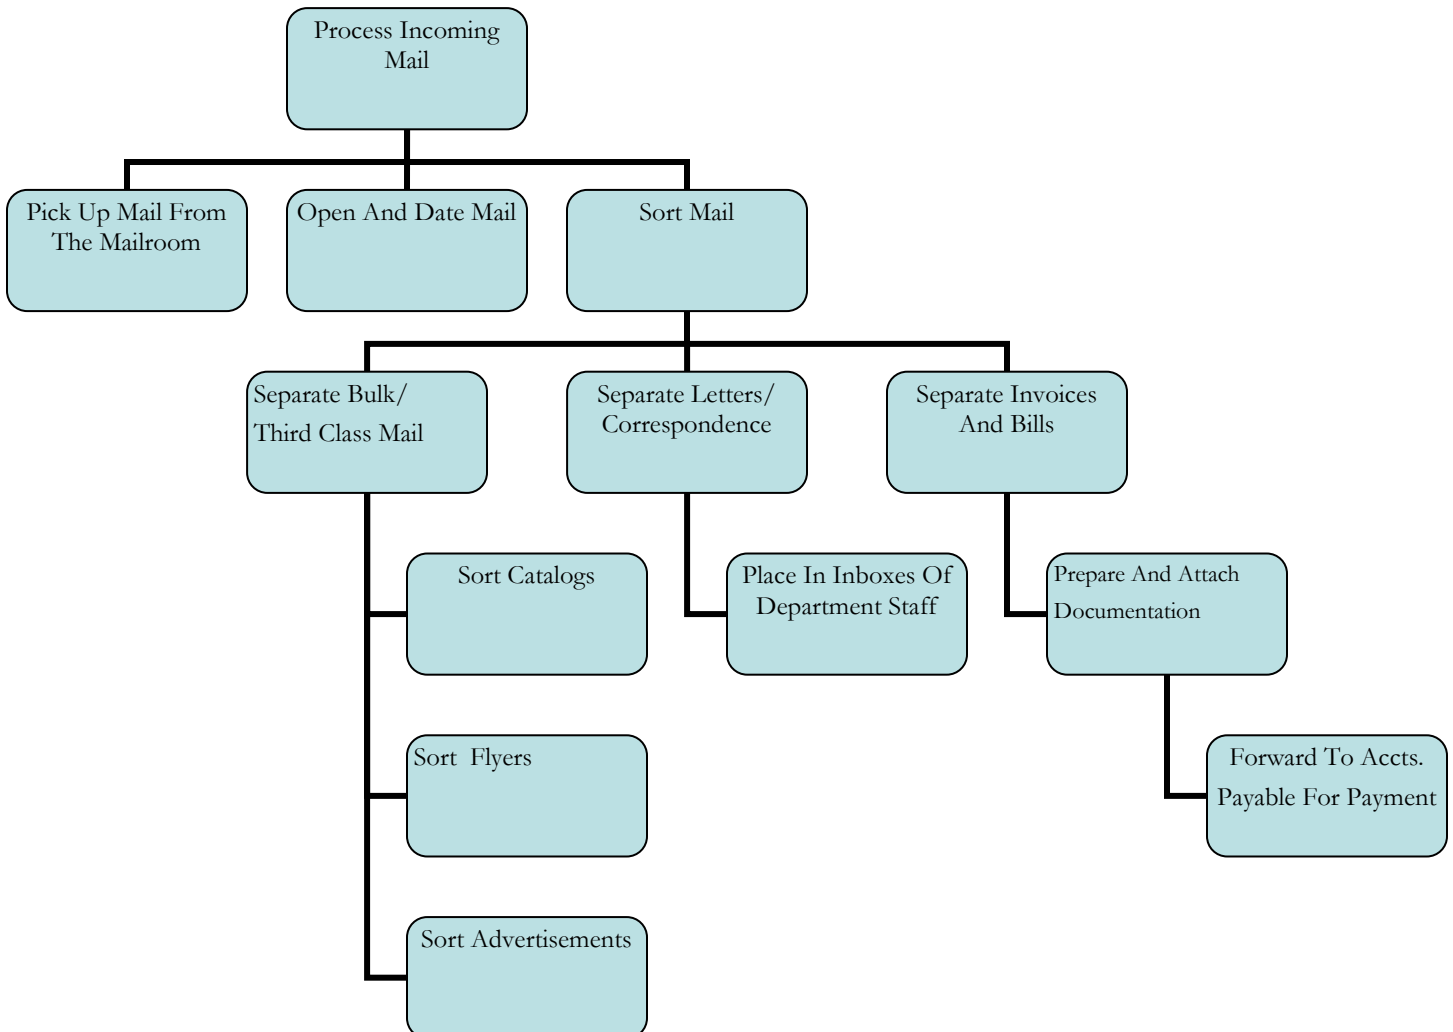 Process Incoming
Mail
Pick Up Mail From
The Mailroom
Open And Date Mail
Sort Mail
Separate Bulk/
Third Class Mail
Separate Letters/
Correspondence
Separate Invoices
And Bills
Sort Catalogs
Place In Inboxes Of
Department Staff
Prepare And Attach
Documentation
Sort  Flyers
Forward To Accts.
Payable For Payment
Sort Advertisements